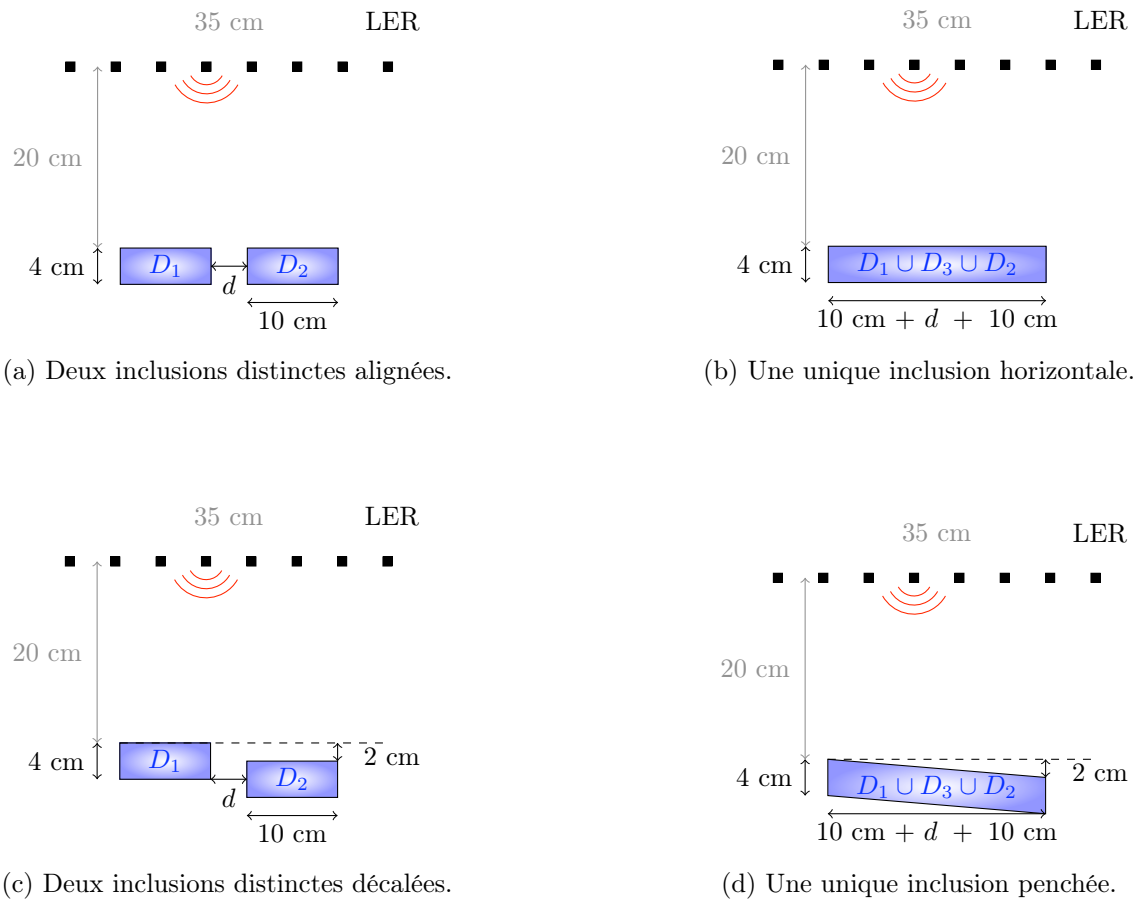 35 cm LER
20 cm
4 cm
D₁ D₂
d
10 cm
(a) Deux inclusions distinctes alignées.
35 cm LER
20 cm
4 cm
D₁ ∪ D₃ ∪ D₂
10 cm + d + 10 cm
(b) Une unique inclusion horizontale.
35 cm LER
20 cm
4 cm
D₁ D₂
2 cm
d
10 cm
(c) Deux inclusions distinctes décalées.
35 cm LER
20 cm
4 cm
D₁ ∪ D₃ ∪ D₂
2 cm
10 cm + d + 10 cm
(d) Une unique inclusion penchée.